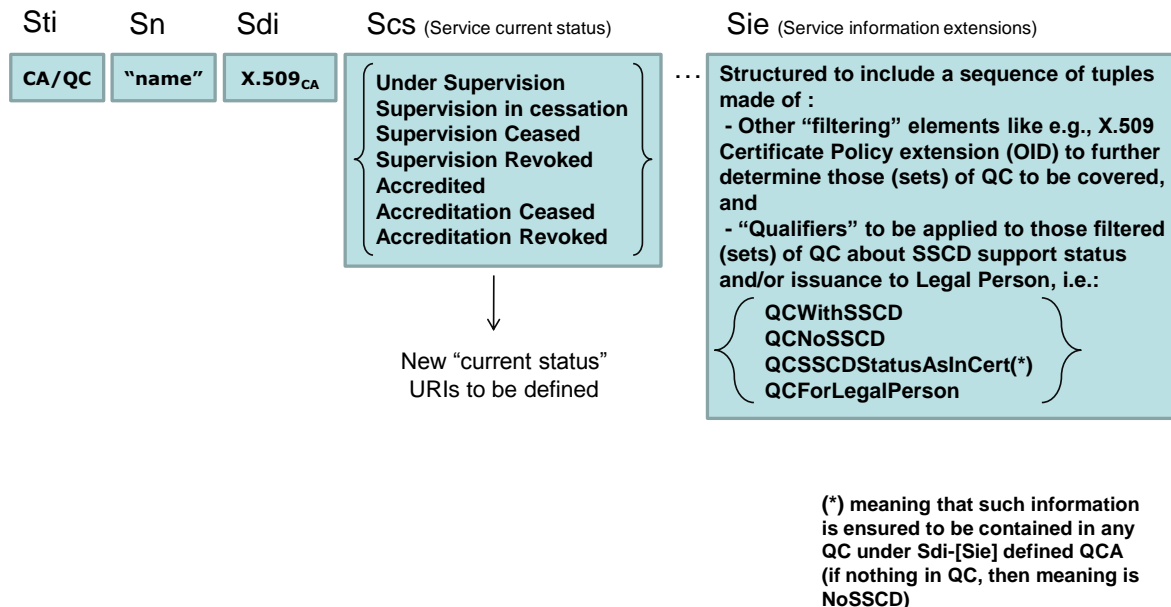 Sti Sn Sdi Scs (Service current status) Sie (Service information extensions)
CA/QC
“name”
X.509CA
Under Supervision
Supervision in cessation
Supervision Ceased
Supervision Revoked
Accredited
Accreditation Ceased
Accreditation Revoked
New “current status”
URIs to be defined
...
Structured to include a sequence of tuples
made of :
- Other “filtering” elements like e.g., X.509
Certificate Policy extension (OID) to further
determine those (sets) of QC to be covered,
and
- “Qualifiers” to be applied to those filtered
(sets) of QC about SSCD support status
and/or issuance to Legal Person, i.e.:
QCWithSSCD
QCNoSSCD
QCSSCDStatusAsInCert(*)
QCForLegalPerson
(*) meaning that such information
is ensured to be contained in any
QC under Sdi-[Sie] defined QCA
(if nothing in QC, then meaning is
NoSSCD)